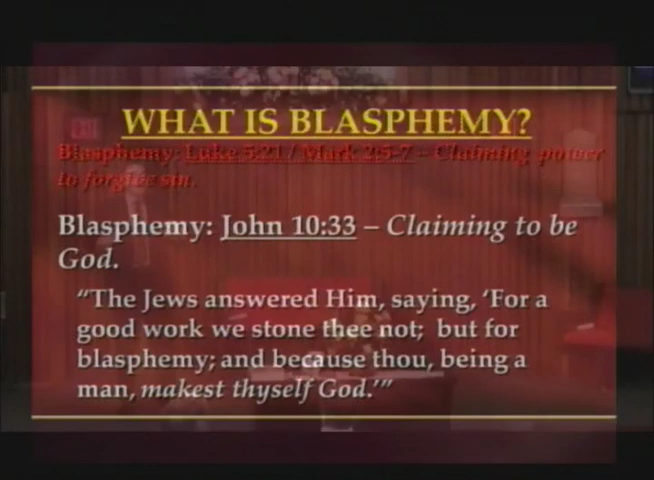 WHAT IS BLASPHEMY?
Blasphemy: Luke 5:21 / Mark 2:5-7 – Claiming power
to forgive sin.
Blasphemy: John 10:33 – Claiming to be
God.
“The Jews answered Him, saying, ‘For a
good work we stone thee not; but for
blasphemy; and because thou, being a
man, makest thyself God.’”